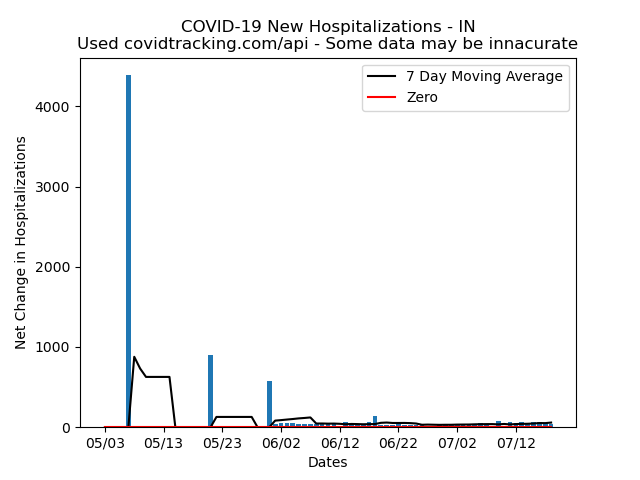 COVID-19 New Hospitalizations - IN
Used covidtracking.com/api - Some data may be innacurate
7 Day Moving Average
Zero
Net Change in Hospitalizations
4000
3000
2000
1000
0
05/03 05/13 05/23 06/02 06/12 06/22 07/02 07/12
Dates